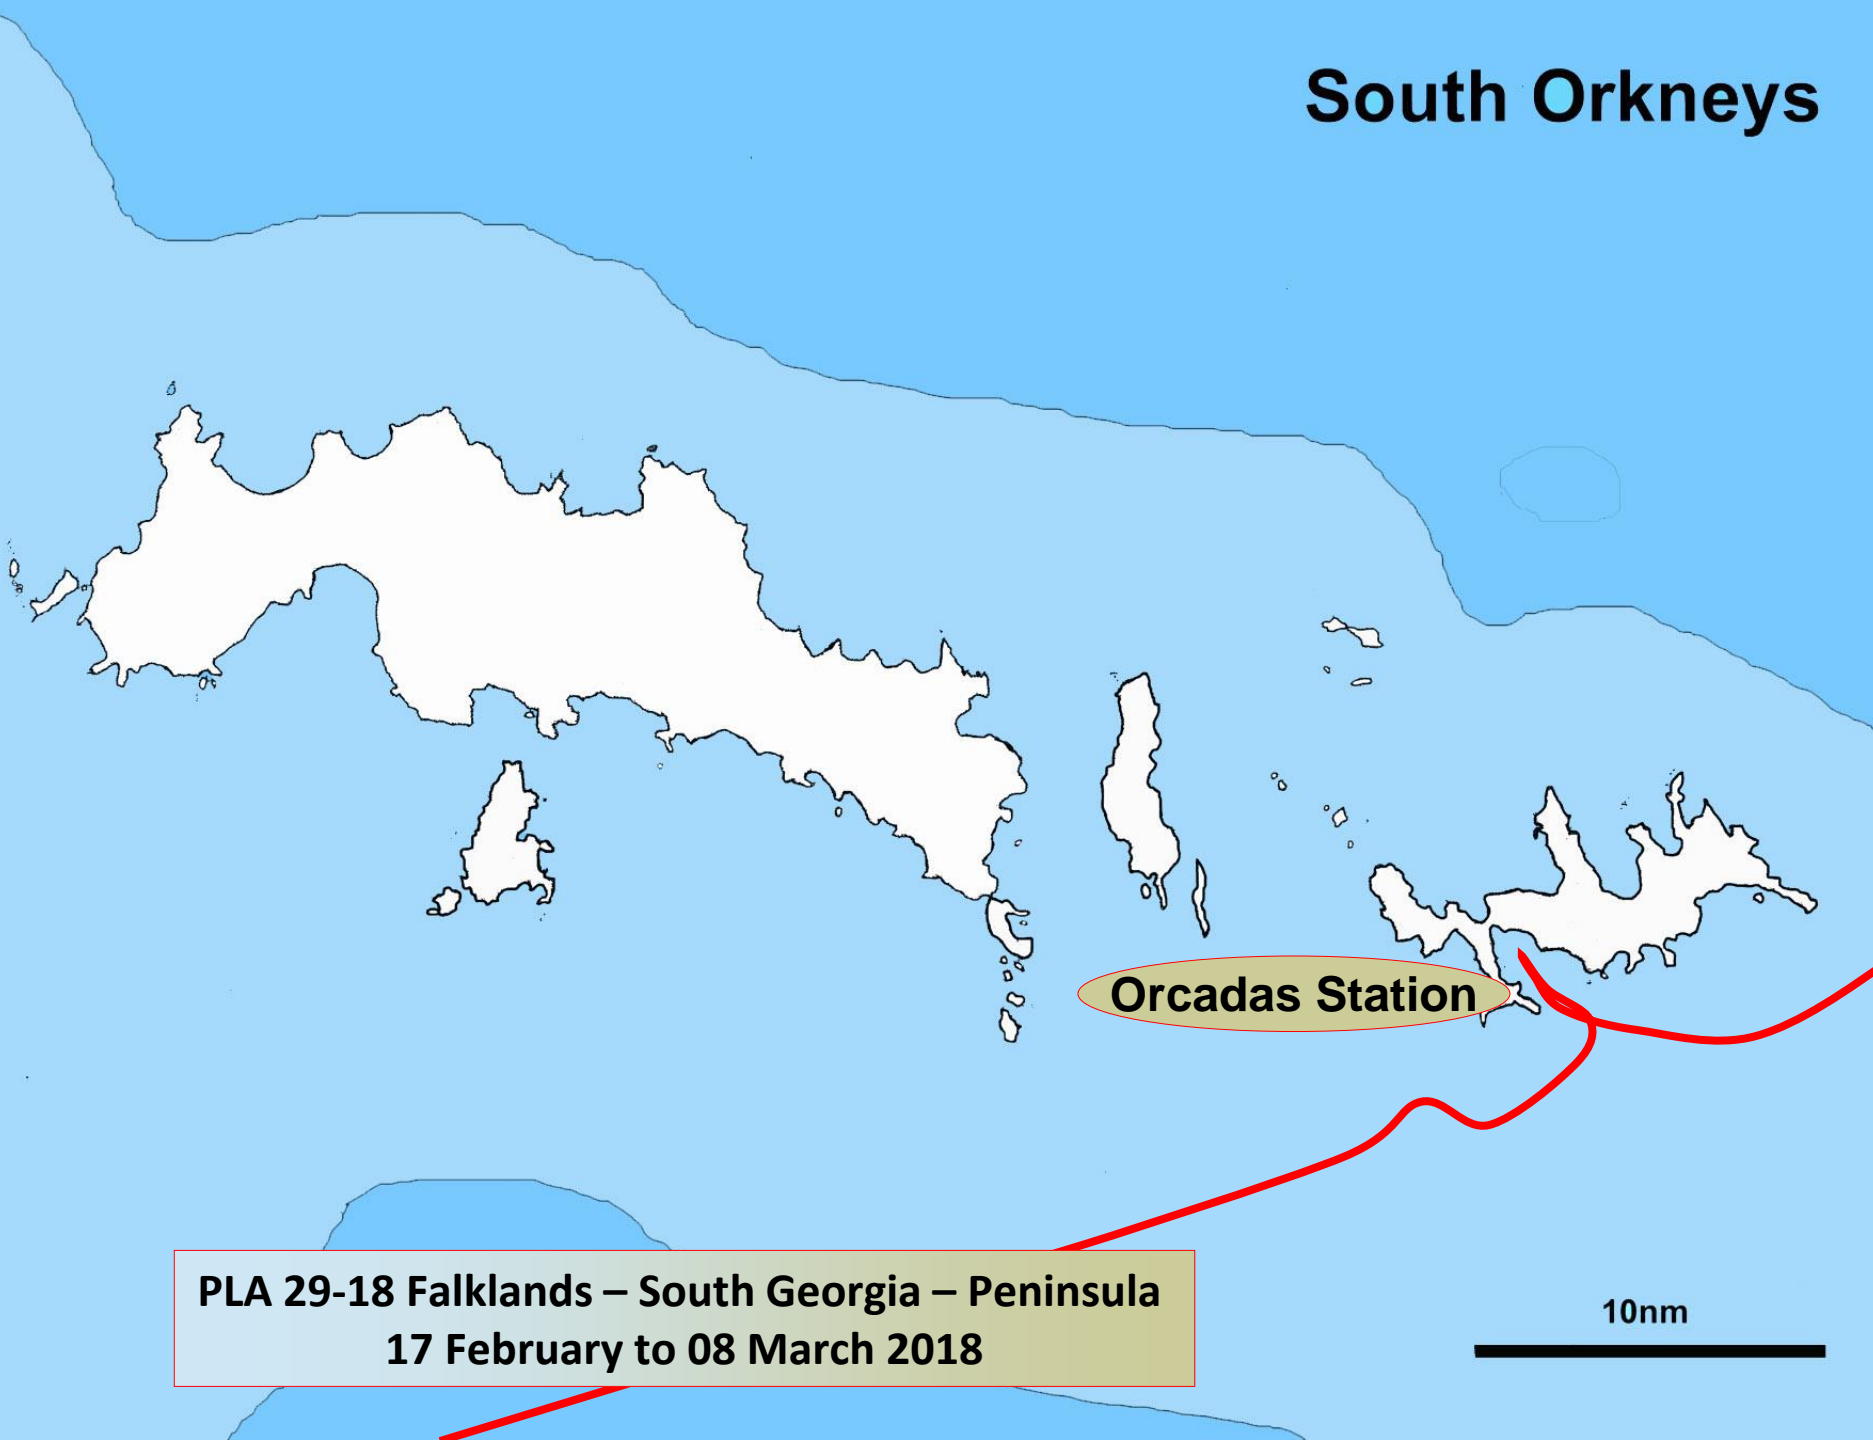 South Orkneys
Orcadas Station
PLA 29-18 Falklands – South Georgia – Peninsula
17 February to 08 March 2018
10nm